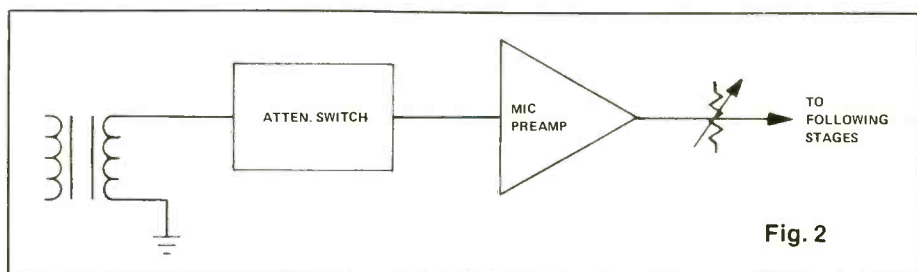 ATTEN. SWITCH
MIC
PREAMP
TO
FOLLOWING
STAGES
Fig. 2